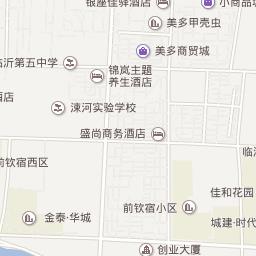 银座佳驿酒店
小商品城
美多甲壳虫
美多商贸城
临沂第五中学
锦岚主题
养生酒店
酒店
涑河实验学校
盛尚商务酒店
临
前钦宿西区
佳和花园
前钦宿小区
金泰·华城
城建·时代
创业大厦